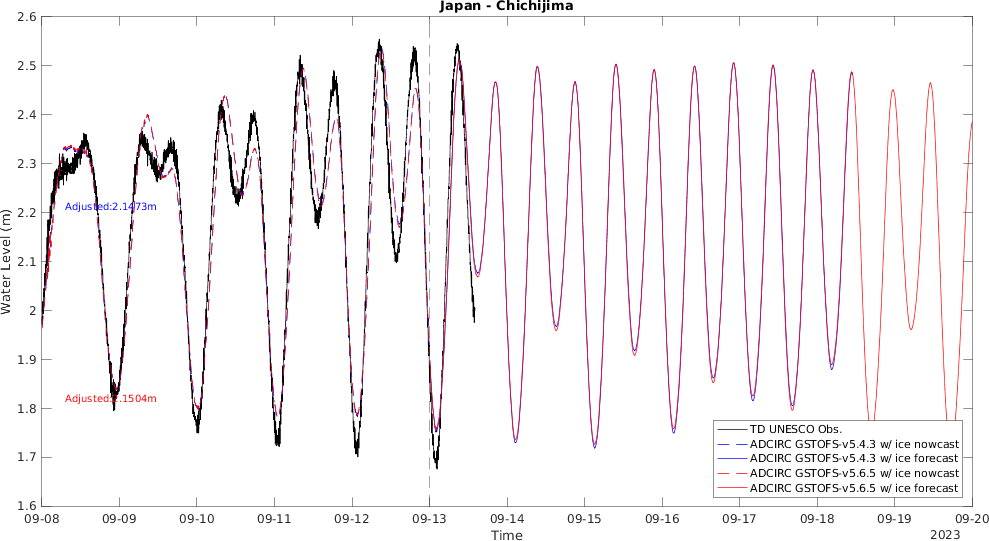 Japan - Chichijima
2.6
2.5
2.4
2.3
2.2
2.1
2
1.9
1.8
1.7
1.6
Water Level (m)
Adjusted:2.1473m
Adjusted:2.1504m
TD UNESCO Obs.
ADCIRC GSTOFS-v5.4.3 w/ ice nowcast
ADCIRC GSTOFS-v5.4.3 w/ ice forecast
ADCIRC GSTOFS-v5.6.5 w/ ice nowcast
ADCIRC GSTOFS-v5.6.5 w/ ice forecast
09-08 09-09 09-10 09-11 09-12 09-13 09-14 09-15 09-16 09-17 09-18 09-19 09-20
Time
2023